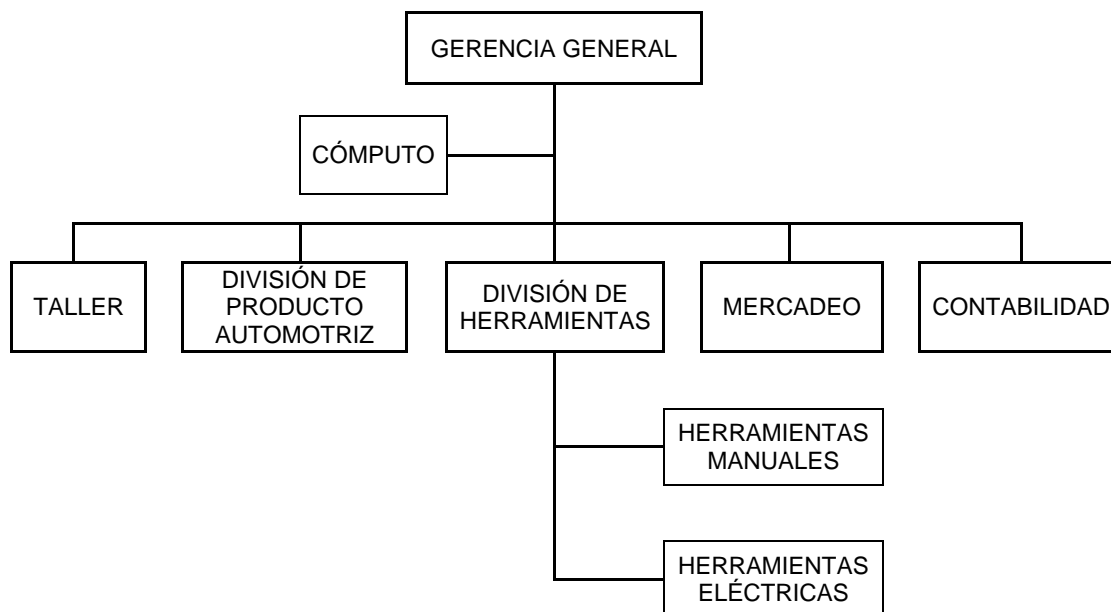 GERENCIA GENERAL
CÓMPUTO
TALLER
DIVISIÓN DE
PRODUCTO
AUTOMOTRIZ
DIVISIÓN DE
HERRAMIENTAS
MERCADEO
CONTABILIDAD
HERRAMIENTAS
MANUALES
HERRAMIENTAS
ELÉCTRICAS